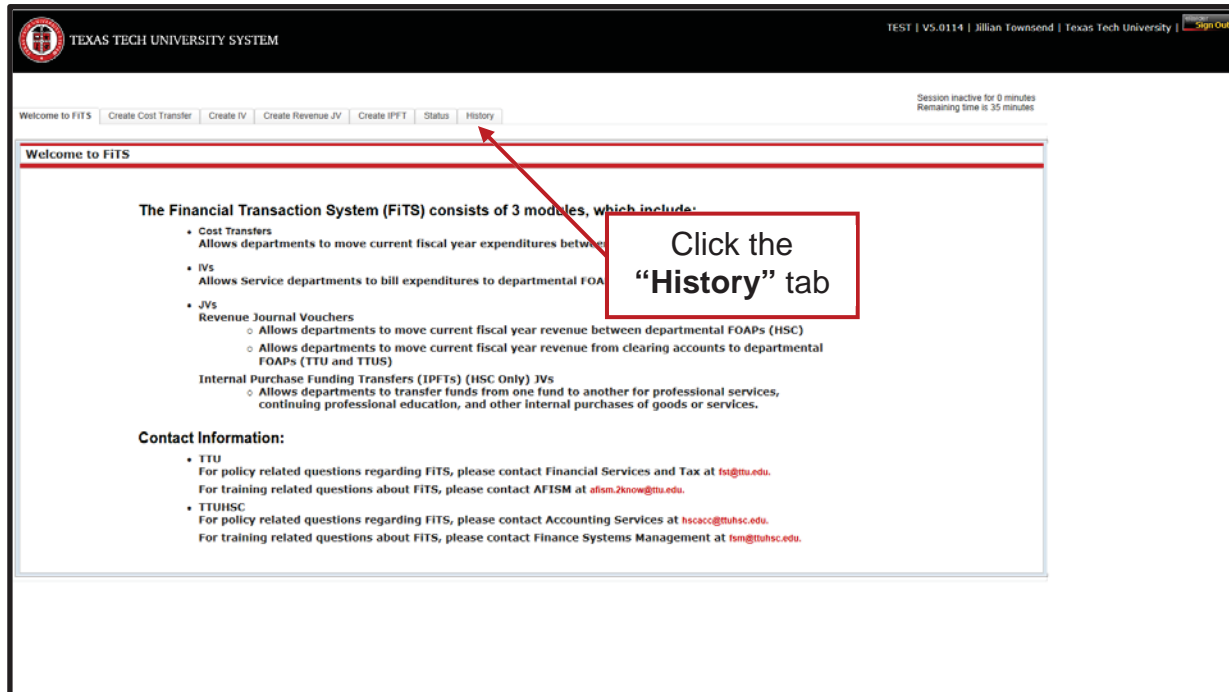 TEXAS TECH UNIVERSITY SYSTEM
TEST | V5.0114 | Jillian Townsend | Texas Tech University | Sign Out
Session inactive for 0 minutes
Remaining time is 35 minutes
Welcome to FiTS Create Cost Transfer Create IV Create Revenue JV Create IPFT Status History
Welcome to FiTS
The Financial Transaction System (FiTS) consists of 3 modules, which include:
• Cost Transfers
Allows departments to move current fiscal year expenditures between
• IVs
Allows Service departments to bill expenditures to departmental FOA
• JVs
Revenue Journal Vouchers
○ Allows departments to move current fiscal year revenue between departmental FOAPs (HSC)
○ Allows departments to move current fiscal year revenue from clearing accounts to departmental
FOAPs (TTU and TTUS)
Internal Purchase Funding Transfers (IPFTs) (HSC Only) JVs
○ Allows departments to transfer funds from one fund to another for professional services,
continuing professional education, and other internal purchases of goods or services.
Click the
“History” tab
Contact Information:
• TTU
For policy related questions regarding FiTS, please contact Financial Services and Tax at fst@ttu.edu.
For training related questions about FiTS, please contact AFISM at afism.2know@ttu.edu.
• TTUHSC
For policy related questions regarding FiTS, please contact Accounting Services at hscacc@ttuhsc.edu.
For training related questions about FiTS, please contact Finance Systems Management at fsm@ttuhsc.edu.